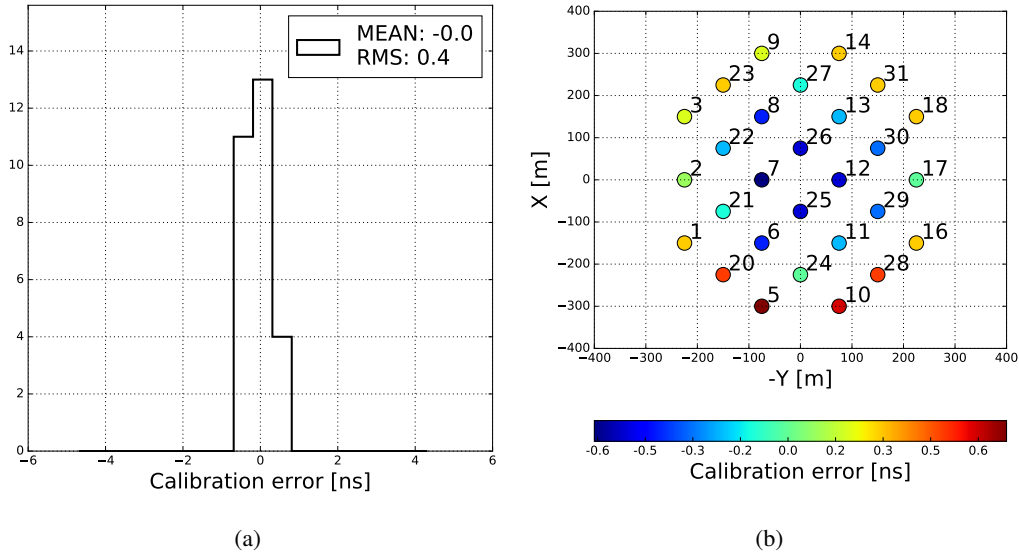 MEAN: -0.0
RMS: 0.4
14
12
10
8
6
4
2
0
−6 −4 −2 0 2 4 6
Calibration error [ns]
(a)
400
300
200
100
0
−100
−200
−300
−400
X [m]
9 14
23 27 31
3 8 13 18
22 26 30
2 7 12 17
21 25 29
1 6 11 16
20 24 28
5 10
−400 −300 −200 −100 0 100 200 300 400
-Y [m]
-0.6 -0.5 -0.3 -0.2 0.0 0.2 0.3 0.5 0.6
Calibration error [ns]
(b)